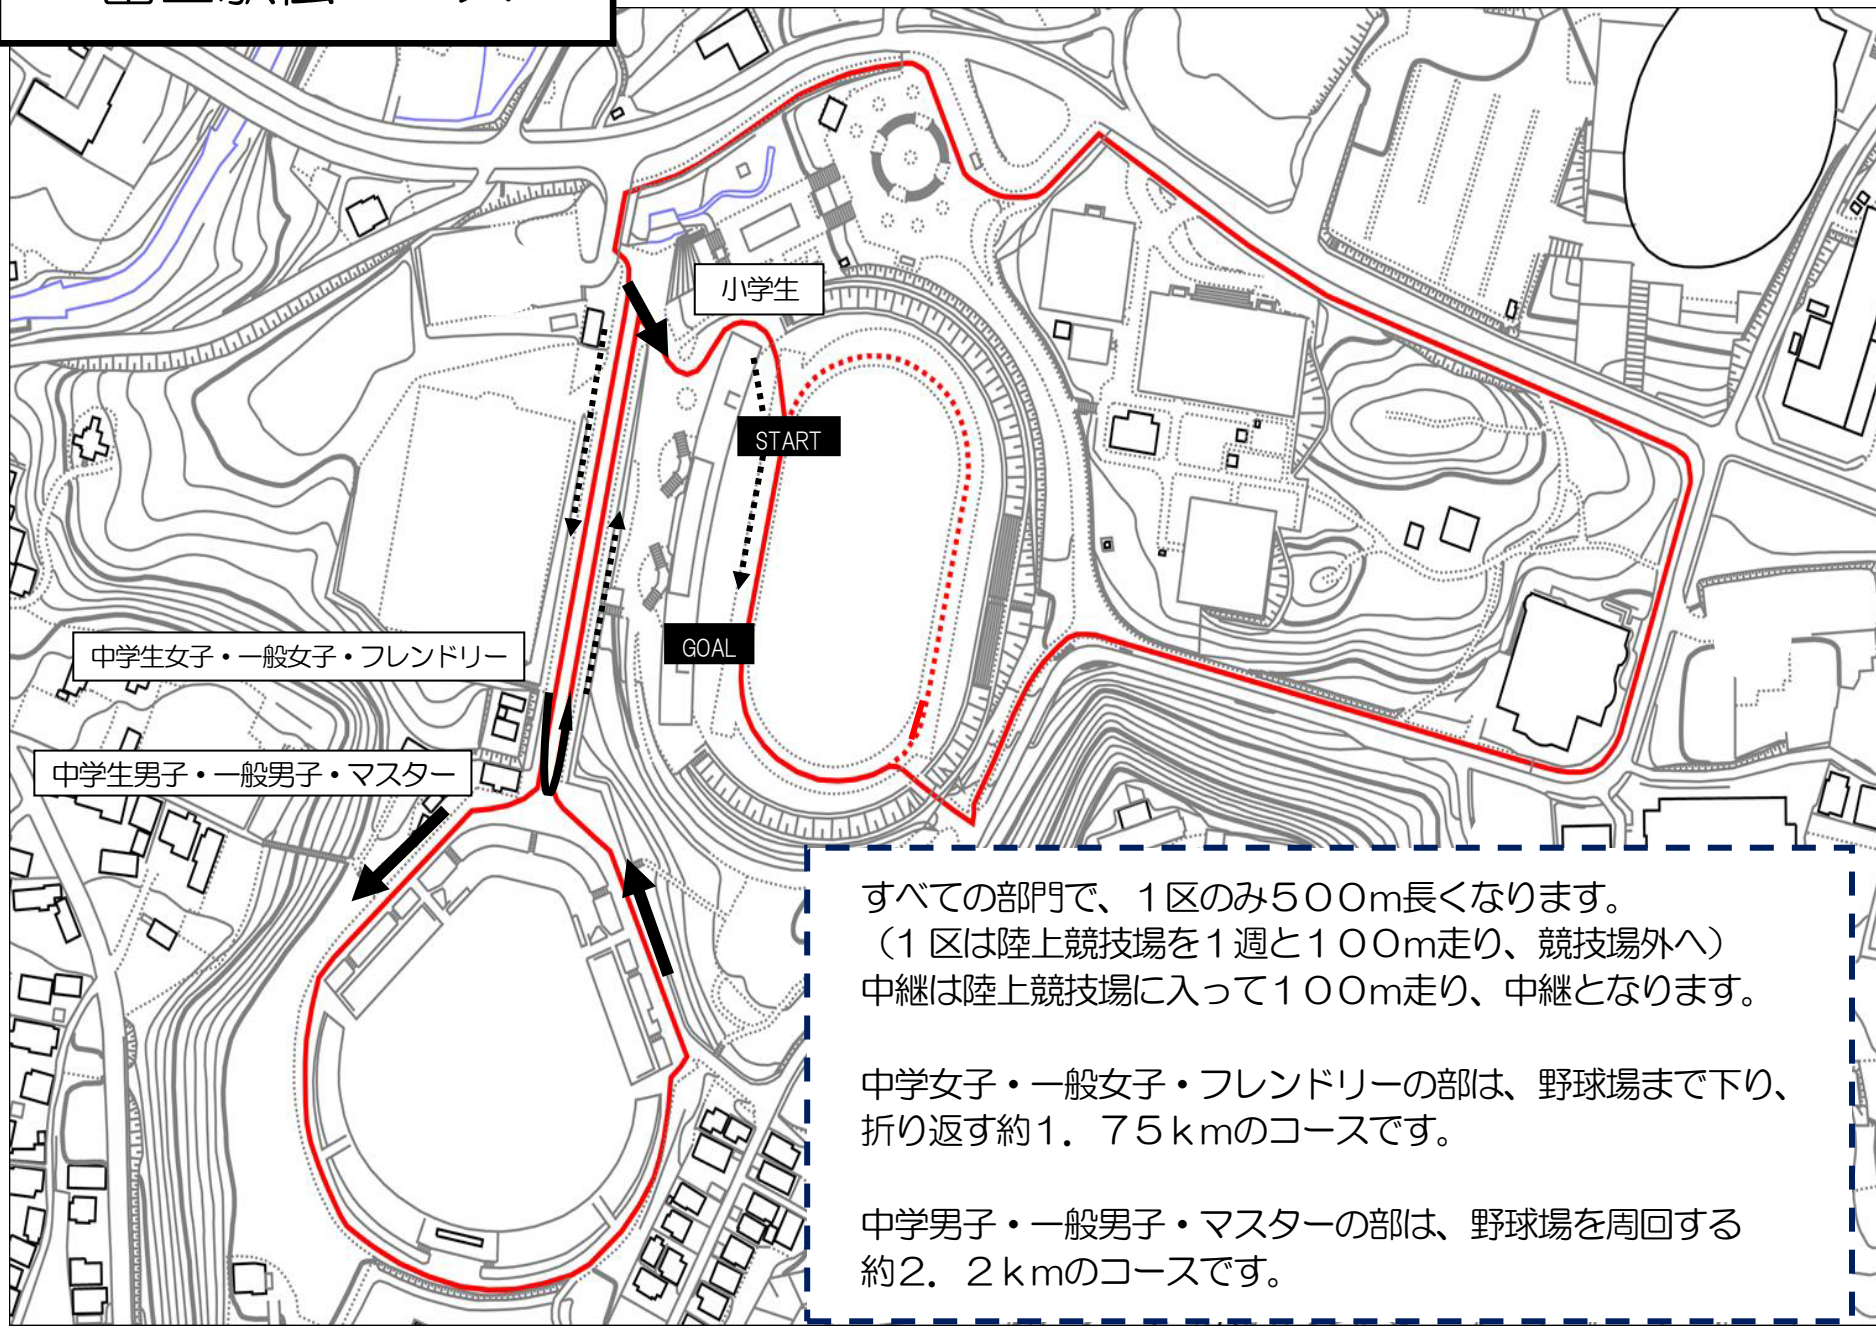 小学生
START
GOAL
中学生女子・一般女子・フレンドリー
中学生男子・一般男子・マスター
すべての部門で、１区のみ５００ｍ長くなります。
（１区は陸上競技場を１週と１００ｍ走り、競技場外へ）
中継は陸上競技場に入って１００ｍ走り、中継となります。
中学女子・一般女子・フレンドリーの部は、野球場まで下り、
折り返す約１．７５ｋｍのコースです。
中学男子・一般男子・マスターの部は、野球場を周回する
約２．２ｋｍのコースです。